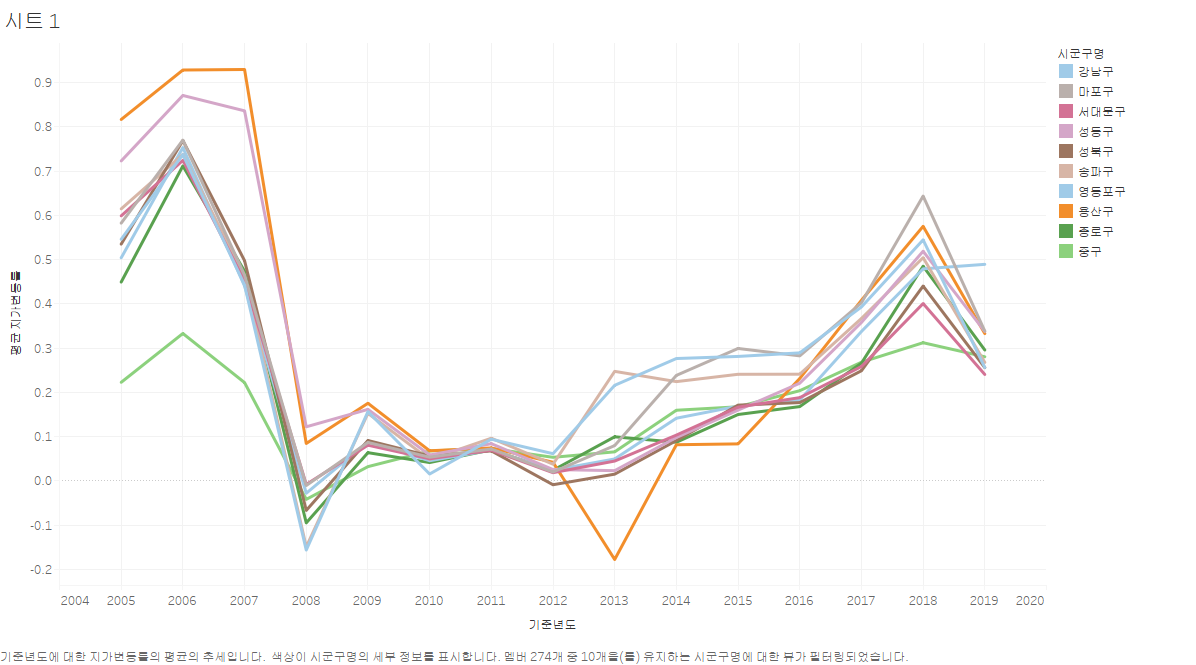 시트 1
시군구명
강남구
마포구
서대문구
성동구
성북구
송파구
영등포구
용산구
종로구
중구
평균 지가변동률
0.9
0.8
0.7
0.6
0.5
0.4
0.3
0.2
0.1
0.0
-0.1
-0.2
2004 2005 2006 2007 2008 2009 2010 2011 2012 2013 2014 2015 2016 2017 2018 2019 2020
기준년도
기준년도에 대한 지가변동률의 평균의 추세입니다. 색상이 시군구명의 세부 정보를 표시합니다. 멤버 274개 중 10개을(를) 유지하는 시군구명에 대한 뷰가 필터링되었습니다.